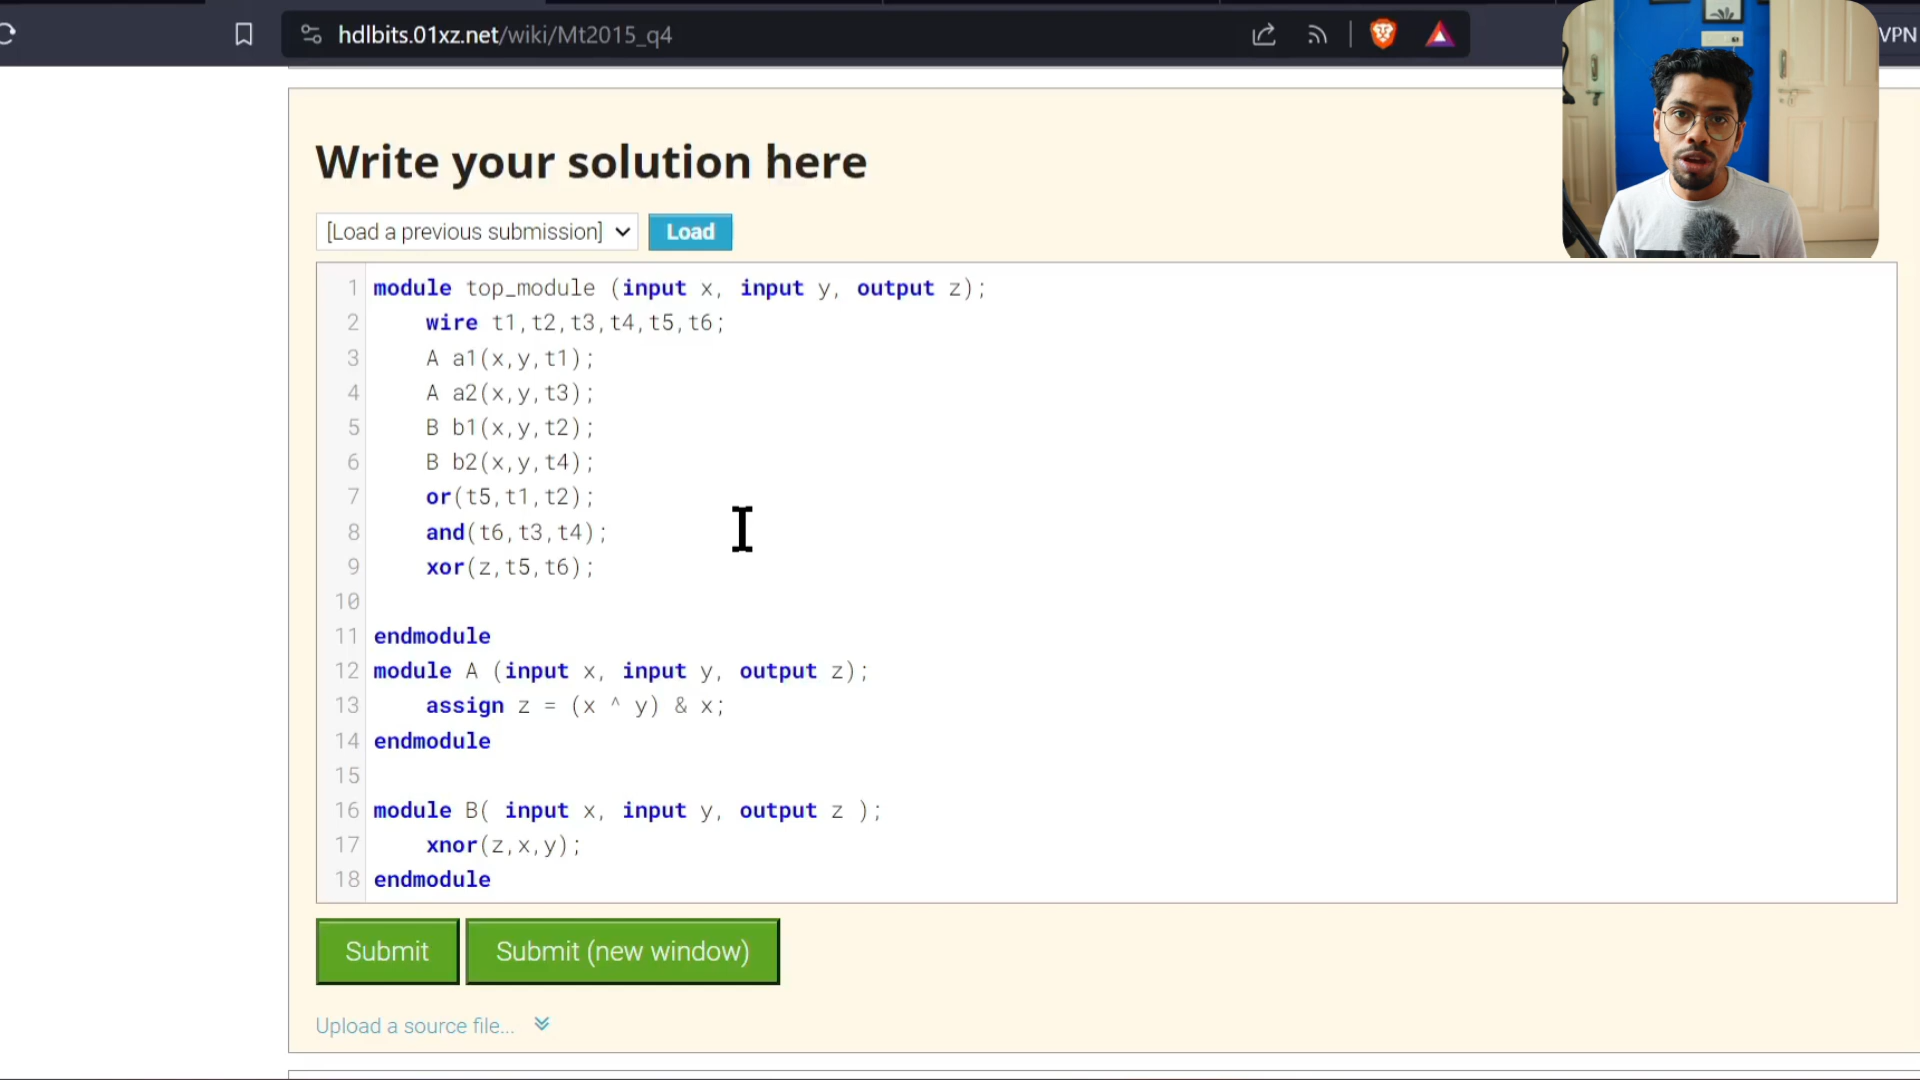 hdlbits.01xz.net/wiki/Mt2015_q4
VPN
Write your solution here
[Load a previous submission] Load
1 module top_module (input x, input y, output z);
2 wire t1,t2,t3,t4,t5,t6;
3 A a1(x,y,t1);
4 A a2(x,y,t3);
5 B b1(x,y,t2);
6 B b2(x,y,t4);
7 or(t5,t1,t2);
8 and(t6,t3,t4);
9 xor(z,t5,t6);
10
11 endmodule
12 module A (input x, input y, output z);
13 assign z = (x ^ y) & x;
14 endmodule
15
16 module B( input x, input y, output z );
17 xnor(z,x,y);
18 endmodule
Submit Submit (new window)
Upload a source file...